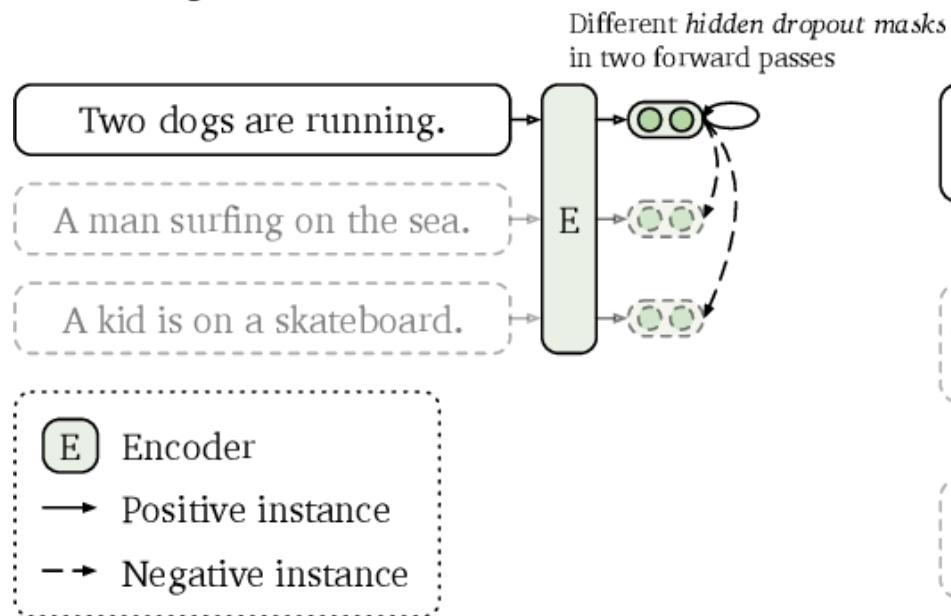 Different hidden dropout masks
in two forward passes
Two dogs are running.
A man surfing on the sea.
E
A kid is on a skateboard.
E Encoder
Positive instance
Negative instance